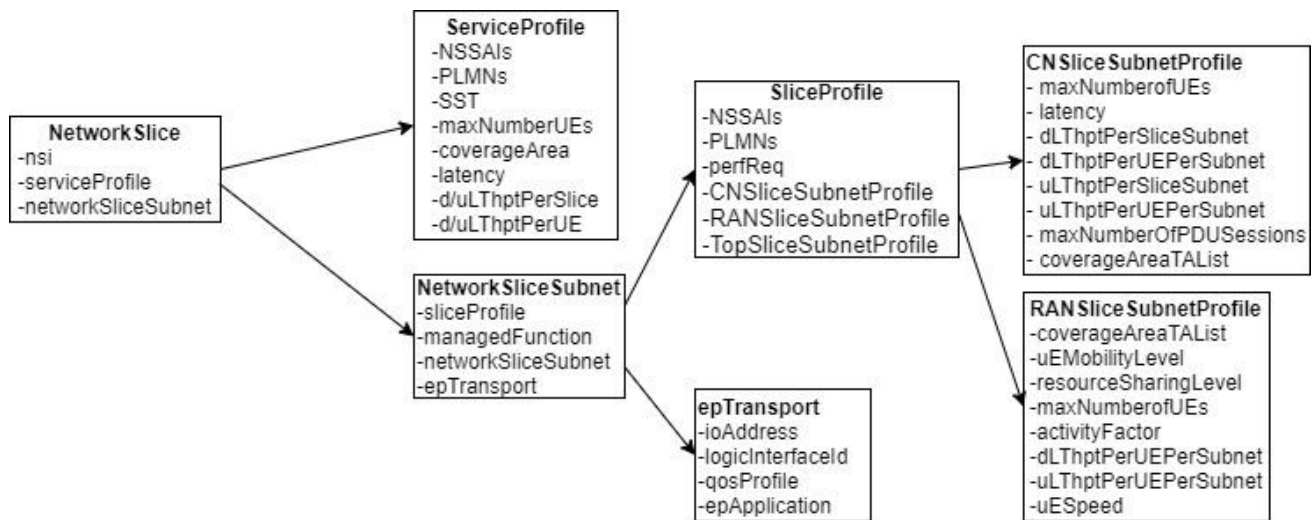 NetworkSlice
-nsi
-serviceProfile
-networkSliceSubnet
ServiceProfile
-NSSAIs
-PLMNs
-SST
-maxNumberUEs
-coverageArea
-latency
-d/uLThptPerSlice
-d/uLThptPerUE
NetworkSliceSubnet
-sliceProfile
-managedFunction
-networkSliceSubnet
-epTransport
SliceProfile
-NSSAIs
-PLMNs
-perfReq
-CNSliceSubnetProfile
-RANSliceSubnetProfile
-TopSliceSubnetProfile
epTransport
-ioAddress
-logicInterfaceId
-qosProfile
-epApplication
CNSliceSubnetProfile
- maxNumberofUEs
- latency
- dLThptPerSliceSubnet
- dLThptPerUEPerSubnet
- uLThptPerSliceSubnet
- uLThptPerUEPerSubnet
- maxNumberOfPDUSessions
- coverageAreaTAList
RANSliceSubnetProfile
-coverageAreaTAList
-uEMobilityLevel
-resourceSharingLevel
-maxNumberofUEs
-activityFactor
-dLThptPerUEPerSubnet
-uLThptPerUEPerSubnet
-uESpeed